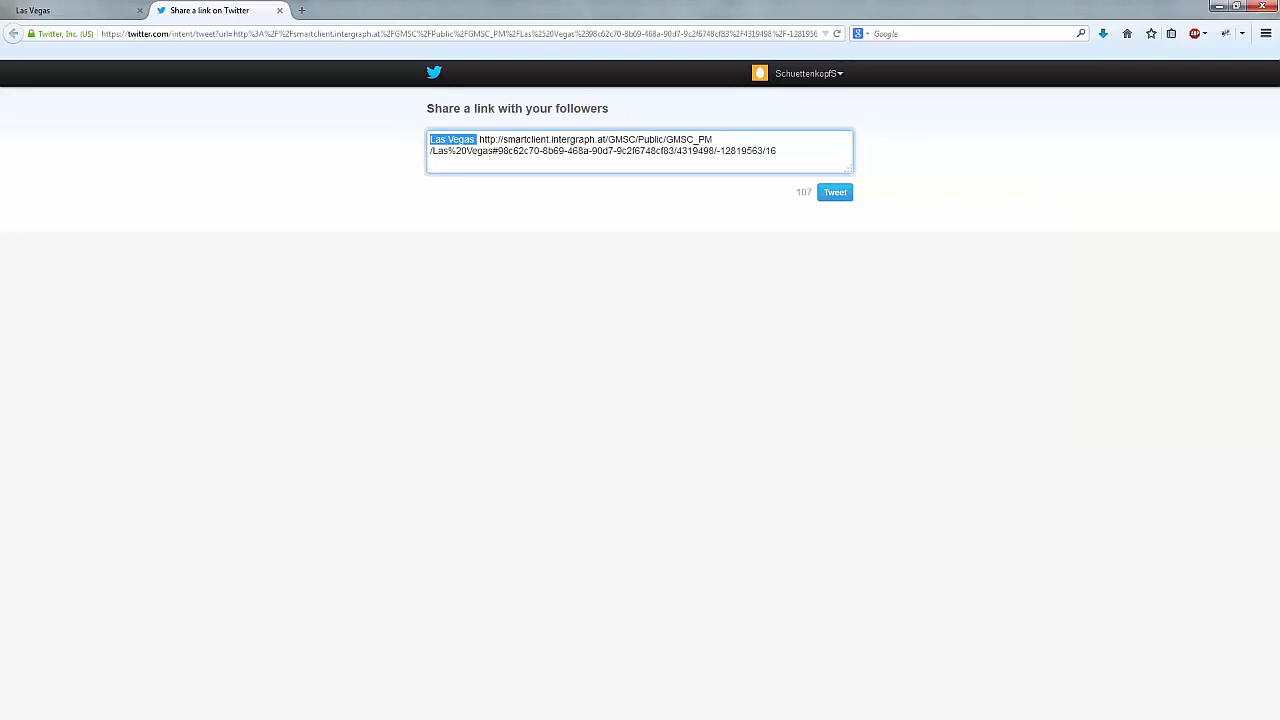 Las Vegas
Share a link on Twitter
Twitter, Inc. (US)
https://twitter.com/intent/tweet?url=http%3A%2F%2Fsmartclient.intergraph.at%2FGMSC%2FPublic%2FGMSC_PM%2FLas%2520Vegas%2398c62c70-8b69-468a-90d7-9c2f6748cf83%2F4319498%2F-1281956
Google
SchuettenkopfS
Share a link with your followers
Las Vegas http://smartclient.intergraph.at/GMSC/Public/GMSC_PM
/Las%20Vegas#98c62c70-8b69-468a-90d7-9c2f6748cf83/4319498/-12819563/16
107 Tweet